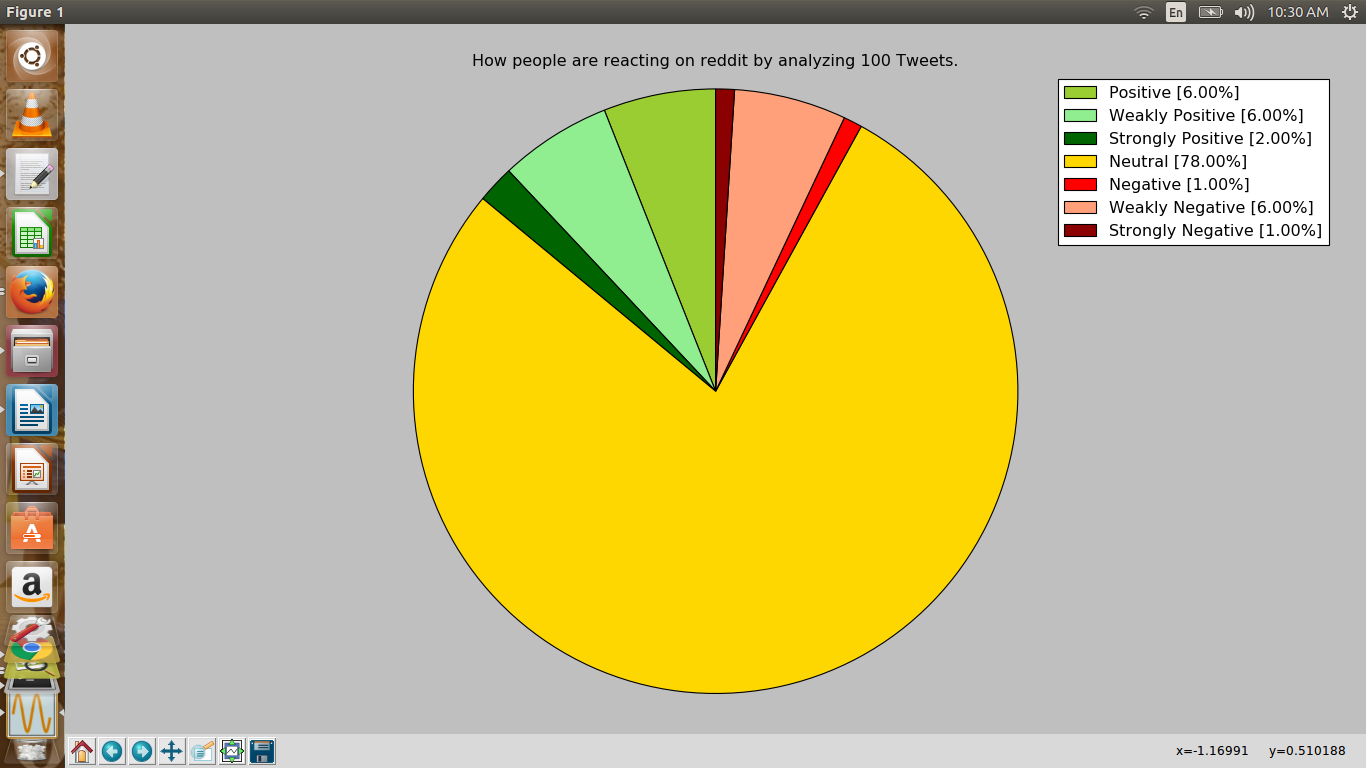 Figure 1
En
10:30 AM
How people are reacting on reddit by analyzing 100 Tweets.
Positive [6.00%]
Weakly Positive [6.00%]
Strongly Positive [2.00%]
Neutral [78.00%]
Negative [1.00%]
Weakly Negative [6.00%]
Strongly Negative [1.00%]
A
a
x=-1.16991 y=0.510188